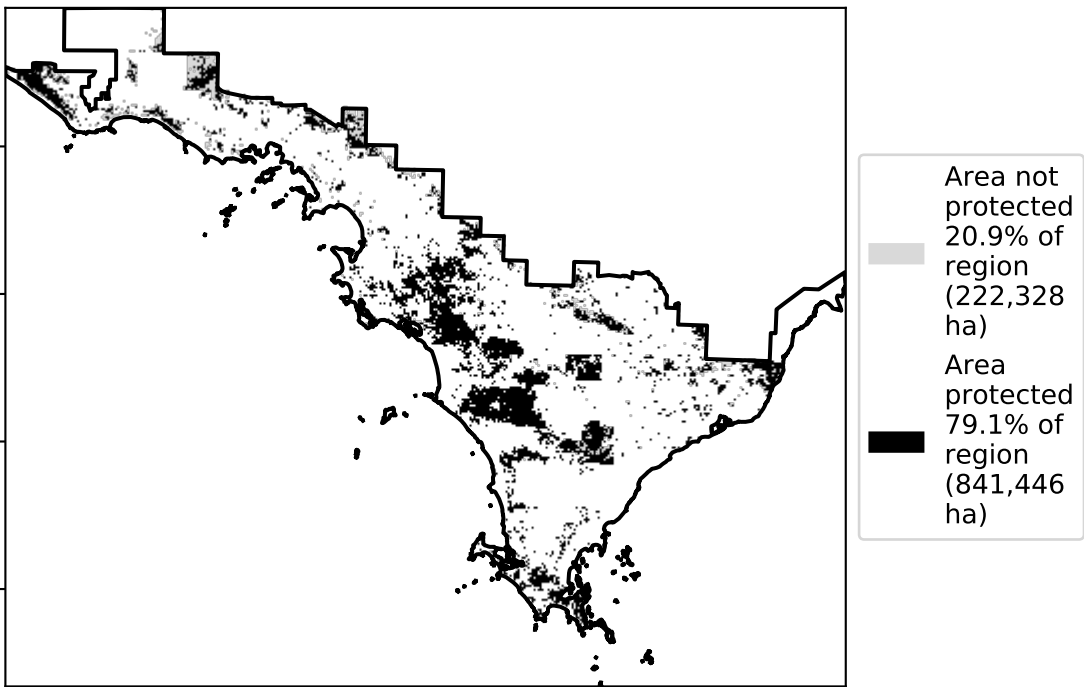 Area not
protected
20.9% of
region
(222,328
ha)
Area
protected
79.1% of
region
(841,446
ha)